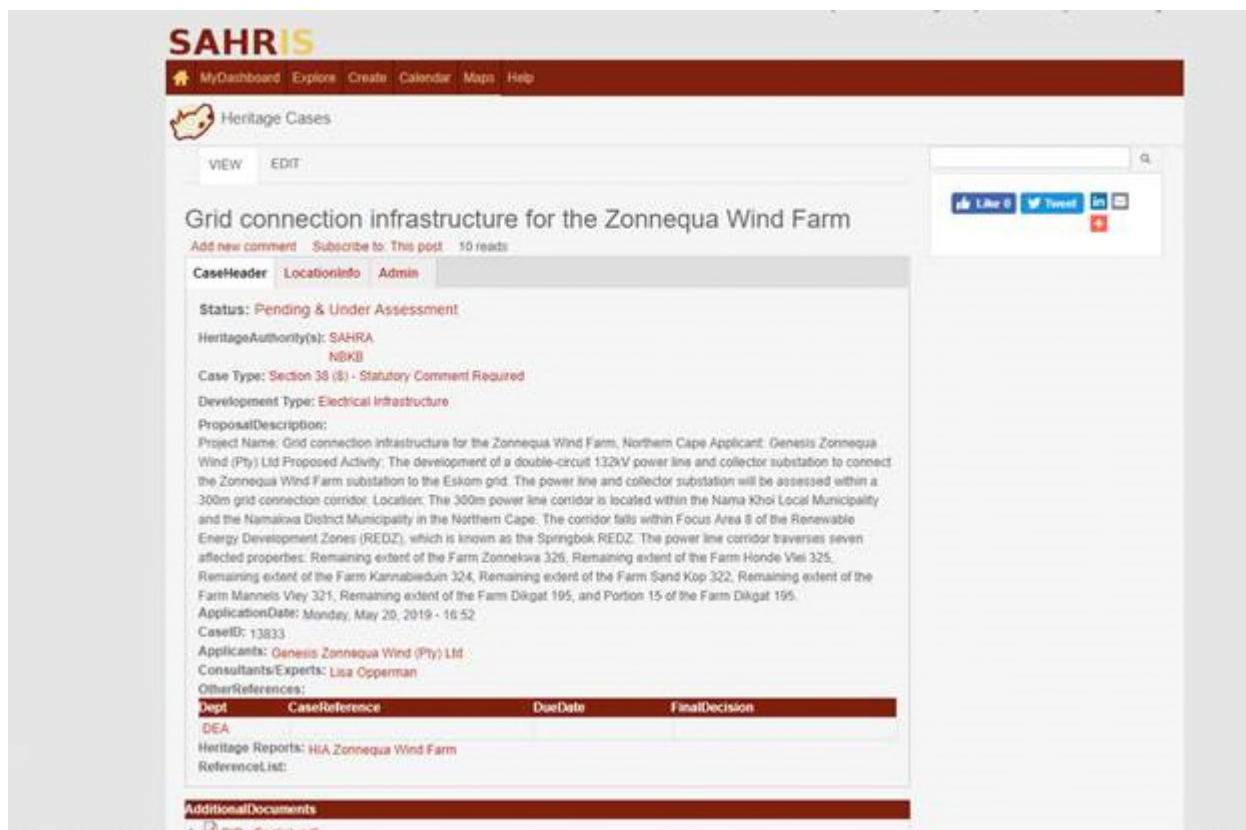 SAHRIS
MyDashboard Explore Create Calendar Maps Help
Heritage Cases
VIEW EDIT
Grid connection infrastructure for the Zonnequa Wind Farm
Like 0 Tweet in
Add new comment Subscribe to: This post 10 reads
CaseHeader LocationInfo Admin
Status: Pending & Under Assessment
HeritageAuthority(s): SAHRA
NBKB
Case Type: Section 38 (8) - Statutory Comment Required
Development Type: Electrical Infrastructure
ProposalDescription:
Project Name: Grid connection infrastructure for the Zonnequa Wind Farm, Northern Cape Applicant: Genesis Zonnequa
Wind (Pty) Ltd Proposed Activity: The development of a double-circuit 132kV power line and collector substation to connect
the Zonnequa Wind Farm substation to the Eskom grid. The power line and collector substation will be assessed within a
300m grid connection corridor. Location: The 300m power line corridor is located within the Nama Khoi Local Municipality
and the Namakwa District Municipality in the Northern Cape. The corridor falls within Focus Area 8 of the Renewable
Energy Development Zones (REDZ), which is known as the Springbok REDZ. The power line corridor traverses seven
affected properties: Remaining extent of the Farm Zonnekwa 326, Remaining extent of the Farm Honde Vlei 325,
Remaining extent of the Farm Kannabieduin 324, Remaining extent of the Farm Sand Kop 322, Remaining extent of the
Farm Mannels Vley 321, Remaining extent of the Farm Dikgat 195, and Portion 15 of the Farm Dikgat 195.
ApplicationDate: Monday, May 20, 2019 - 16:52
CaseID: 13833
Applicants: Genesis Zonnequa Wind (Pty) Ltd
Consultants/Experts: Lisa Opperman
OtherReferences:
Dept CaseReference DueDate FinalDecision
DEA
Heritage Reports: HIA Zonnequa Wind Farm
ReferenceList:
AdditionalDocuments